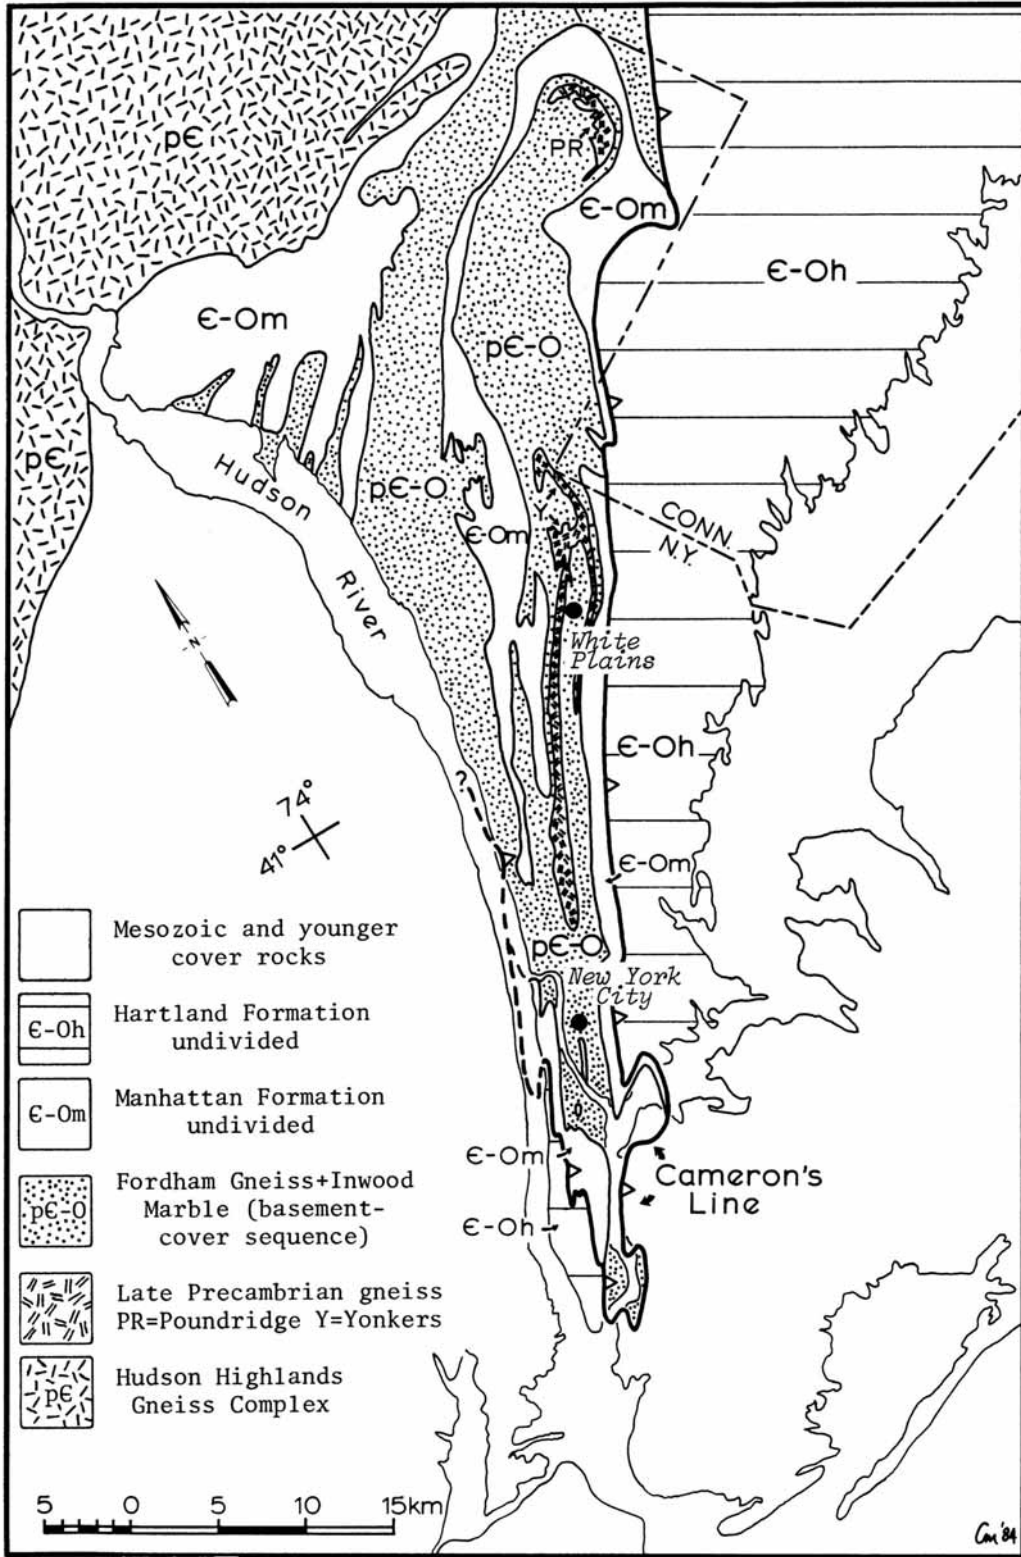 pЄ
PR
Є-Om
Є-Oh
Є-Om
pЄ-O
pЄ
pЄ-O
Hudson
River
Є-Om
Y
CONN.
N.Y.
White
Plains
N
Є-Oh
?
74°
41°
Є-Om
pЄ-O
New York
City
Є-Om
Є-Oh
Cameron's
Line
Mesozoic and younger
cover rocks
Є-Oh
Hartland Formation
undivided
Є-Om
Manhattan Formation
undivided
pЄ-O
Fordham Gneiss+Inwood
Marble (basement-
cover sequence)
Late Precambrian gneiss
PR=Poundridge Y=Yonkers
pЄ
Hudson Highlands
Gneiss Complex
5 0 5 10 15km